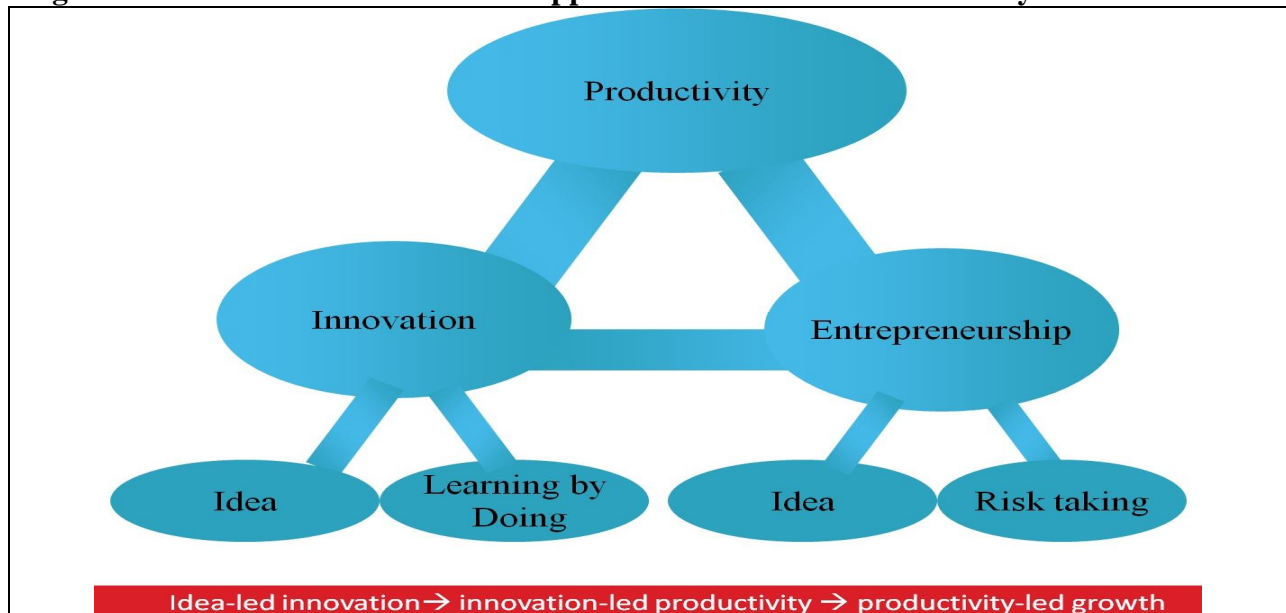 Productivity
Innovation
Entrepreneurship
Idea
Learning by
Doing
Idea
Risk taking
Idea-led innovation→ innovation-led productivity → productivity-led growth